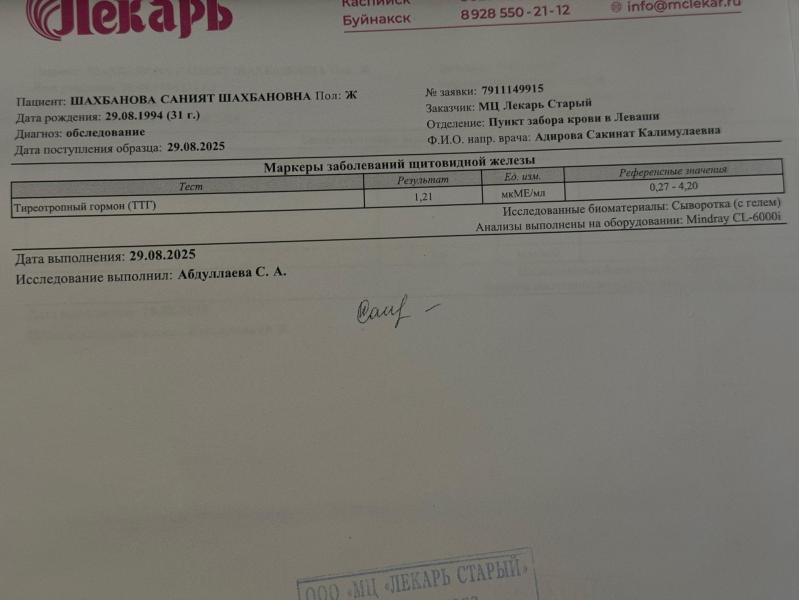 Лекарь
Каспийск
Буйнакск
8 928 550-21-12
info@mclekar.ru
Пациент: ШАХБАНОВА САНИЯТ ШАХБАНОВНА Пол: Ж
Дата рождения: 29.08.1994 (31 г.)
Диагноз: обследование
Дата поступления образца: 29.08.2025
№ заявки: 7911149915
Заказчик: МЦ Лекарь Старый
Отделение: Пункт забора крови в Леваши
Ф.И.О. напр. врача: Адирова Сакинат Калимулаевна
Маркеры заболеваний щитовидной железы
Тест Результат Ед. изм. Референсные значения
Тиреотропный гормон (ТТГ) 1,21 мкМЕ/мл 0,27 - 4,20
Исследованные биоматериалы: Сыворотка (с гелем)
Анализы выполнены на оборудовании: Mindray CL-6000i
Дата выполнения: 29.08.2025
Исследование выполнил: Абдуллаева С. А.
ООО «МЦ «ЛЕКАРЬ СТАРЫЙ»